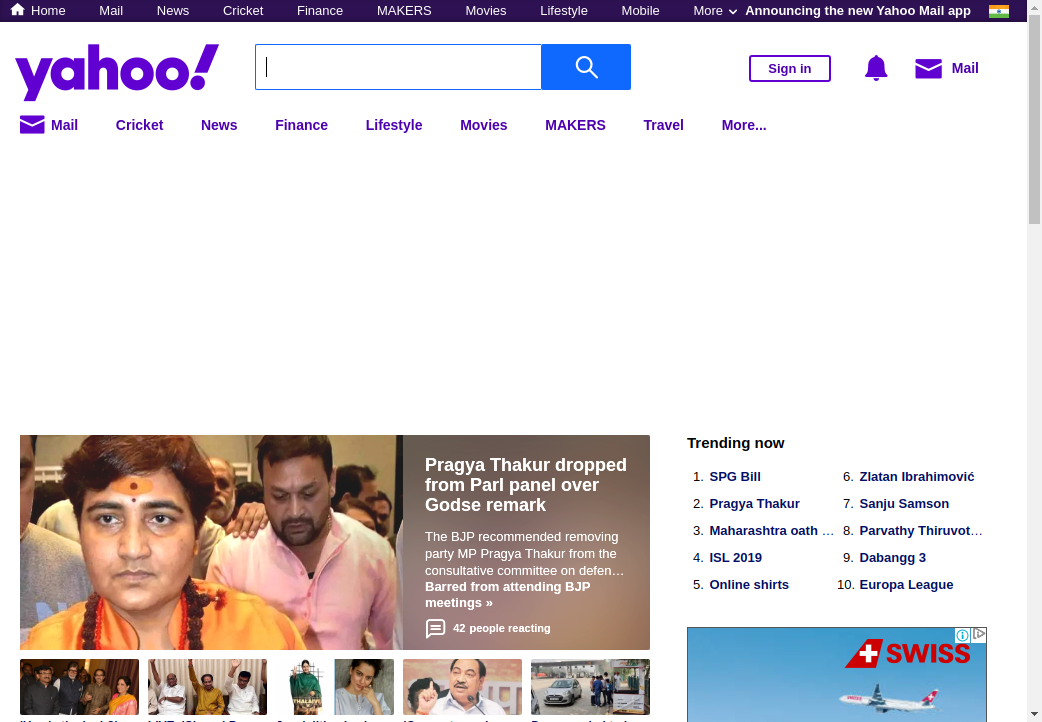 Home Mail News Cricket Finance MAKERS Movies Lifestyle Mobile More Announcing the new Yahoo Mail app
yahoo!
Sign in
Mail
Mail Cricket News Finance Lifestyle Movies MAKERS Travel More...
Pragya Thakur dropped
from Parl panel over
Godse remark
The BJP recommended removing
party MP Pragya Thakur from the
consultative committee on defen…
Barred from attending BJP
meetings »
42 people reacting
Trending now
1. SPG Bill
2. Pragya Thakur
3. Maharashtra oath …
4. ISL 2019
5. Online shirts
6. Zlatan Ibrahimović
7. Sanju Samson
8. Parvathy Thiruvot…
9. Dabangg 3
10. Europa League
SWISS